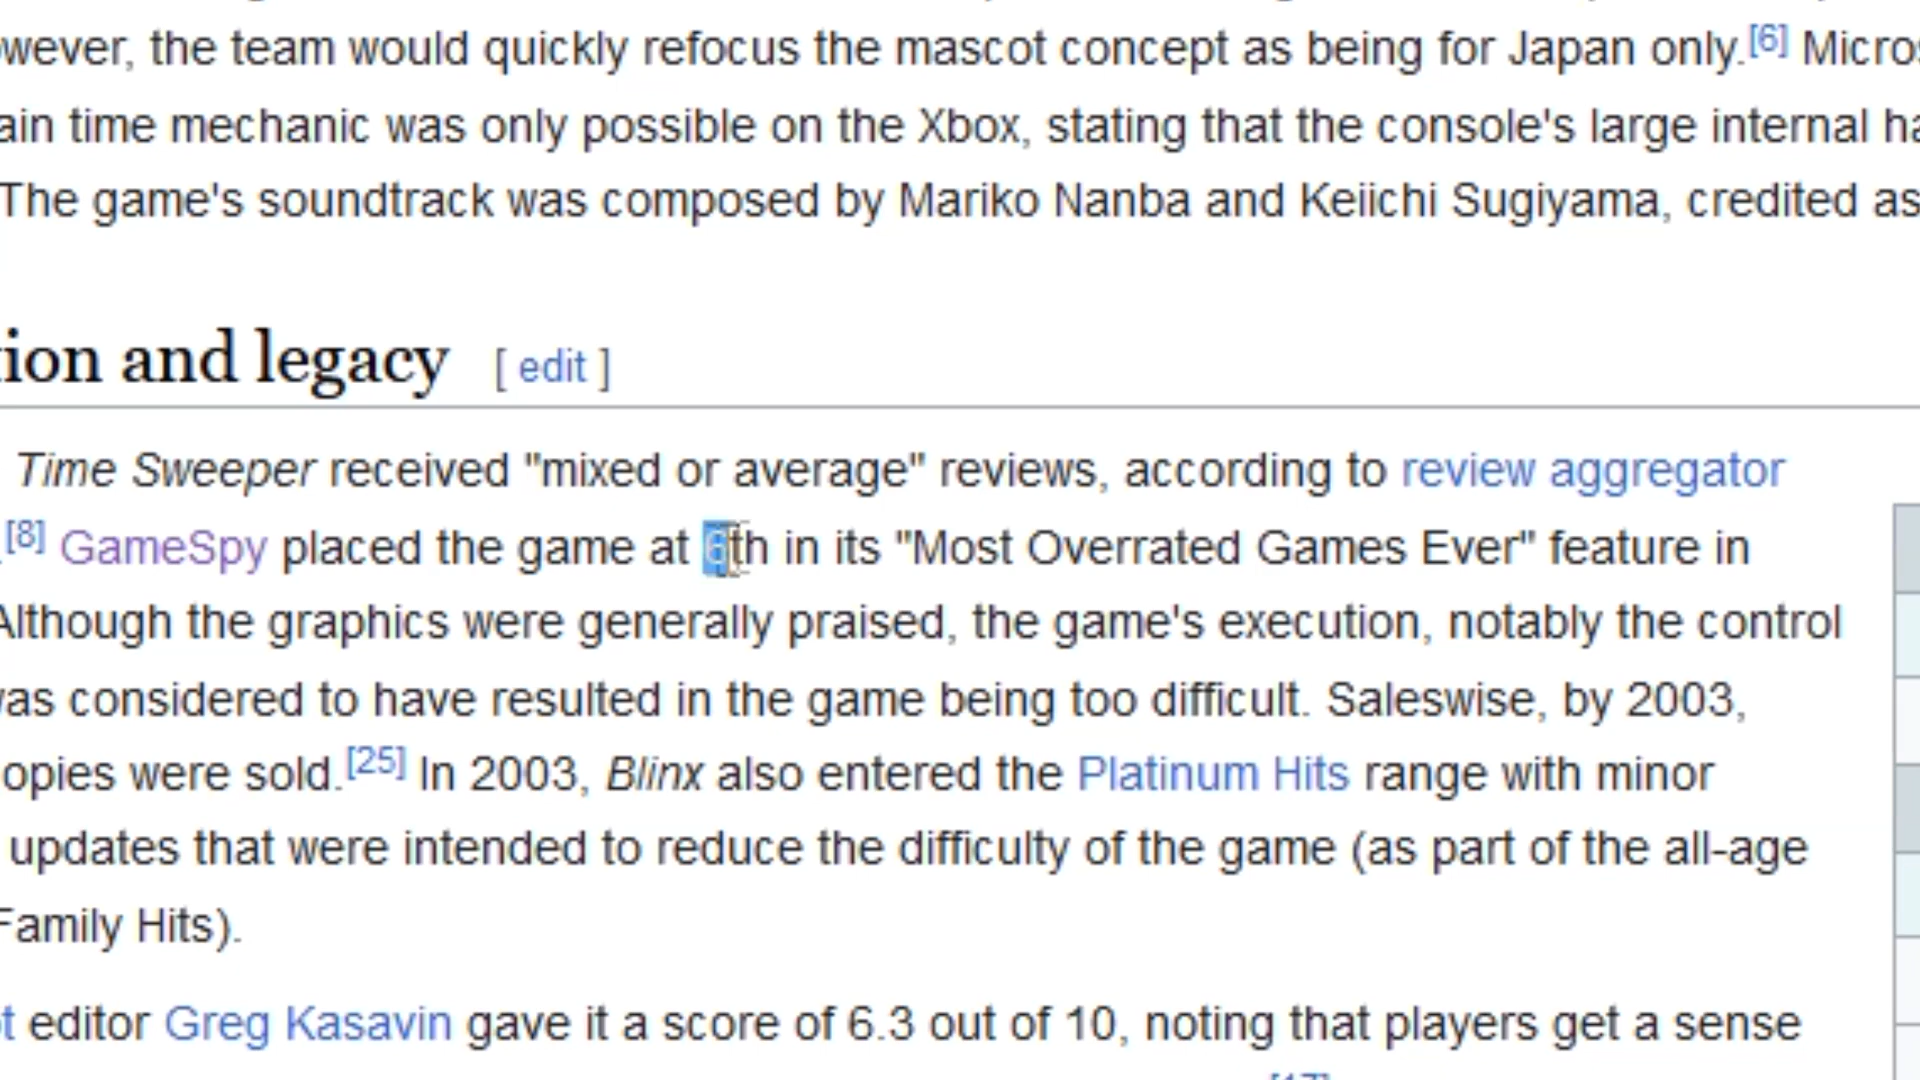 owever, the team would quickly refocus the mascot concept as being for Japan only.[6] Micros
ain time mechanic was only possible on the Xbox, stating that the console's large internal ha
The game's soundtrack was composed by Mariko Nanba and Keiichi Sugiyama, credited as
tion and legacy [ edit ]
Time Sweeper received "mixed or average" reviews, according to review aggregator
.[8] GameSpy placed the game at 6th in its "Most Overrated Games Ever" feature in
Although the graphics were generally praised, the game's execution, notably the control
was considered to have resulted in the game being too difficult. Saleswise, by 2003,
opies were sold.[25] In 2003, Blinx also entered the Platinum Hits range with minor
updates that were intended to reduce the difficulty of the game (as part of the all-age
Family Hits).
t editor Greg Kasavin gave it a score of 6.3 out of 10, noting that players get a sense
[17]